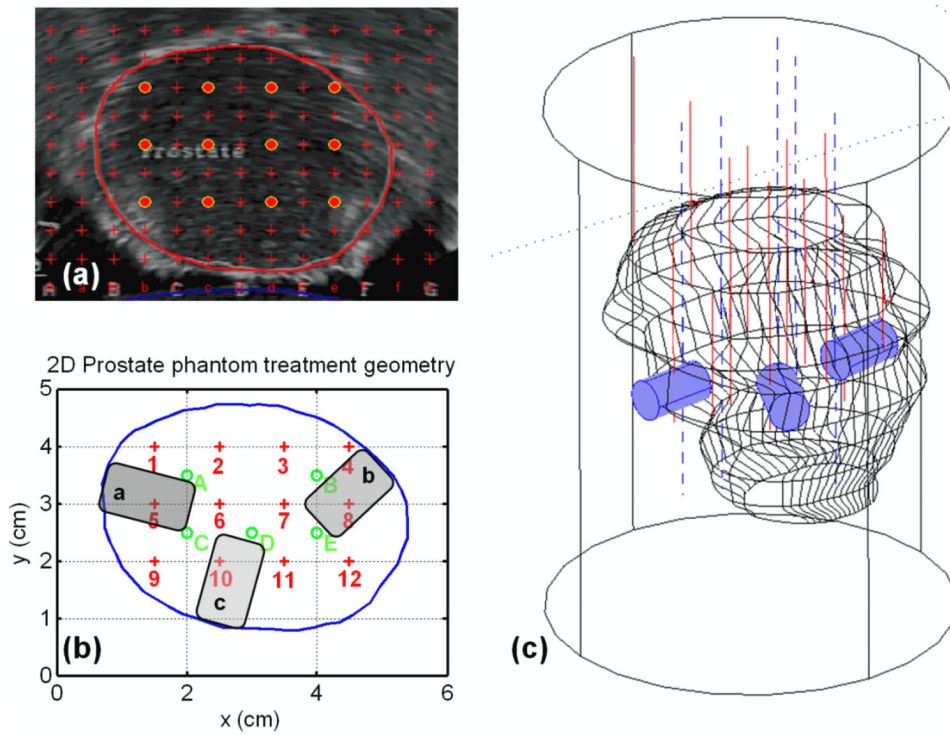 Prostate
(a)
A a B b C c D d E e F f G
2D Prostate phantom treatment geometry
5
4
3
2
1
0
y (cm)
1 2 3 4
A B
a b
5 6 7 8
C D E
9 10 11 12
c
(b)
0 2 4 6
x (cm)
(c)